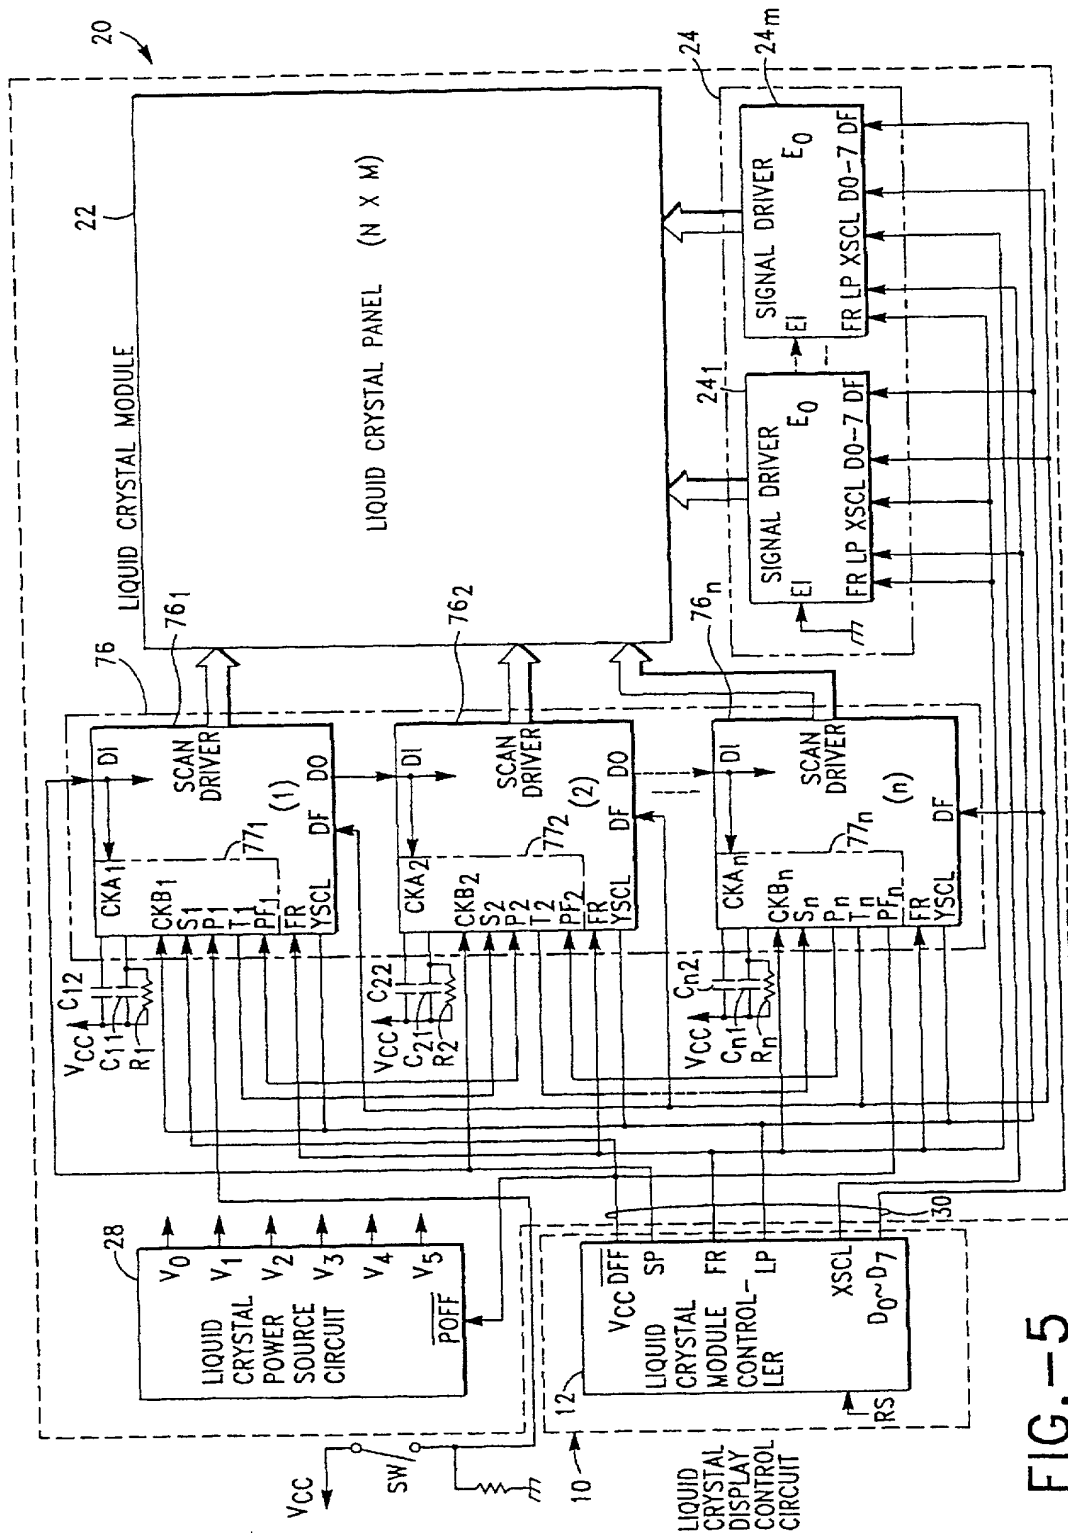 FIG.-5
20
LIQUID CRYSTAL MODULE
22
LIQUID CRYSTAL PANEL (N X M)
24
24m
SIGNAL DRIVER
EI
EO
FR LP XSCL DO-7 DF
241
SIGNAL DRIVER
EI
EO
FR LP XSCL DO-7 DF
76
761
DI
SCAN
DRIVER
(1)
DO
DF
771
CKA1
CKB1
S1
P1
T1
PF1
FR
YSCL
VCC
C12
C11
R1
762
DI
SCAN
DRIVER
(2)
DO
DF
772
CKA2
CKB2
S2
P2
T2
PF2
FR
YSCL
VCC
C22
C21
R2
76n
DI
SCAN
DRIVER
(n)
DF
77n
CKAn
CKBn
Sn
Pn
Tn
PFn
FR
YSCL
VCC
Cn2
Cn1
Rn
28
V0
V1
V2
V3
V4
V5
LIQUID
CRYSTAL
POWER
SOURCE
CIRCUIT
POFF
VCC
SW
10
LIQUID
CRYSTAL
DISPLAY
CONTROL
CIRCUIT
12
VCC DFF
SP
FR
LP
XSCL
D0~D7
LIQUID
CRYSTAL
MODULE
CONTROL-
LER
RS
30